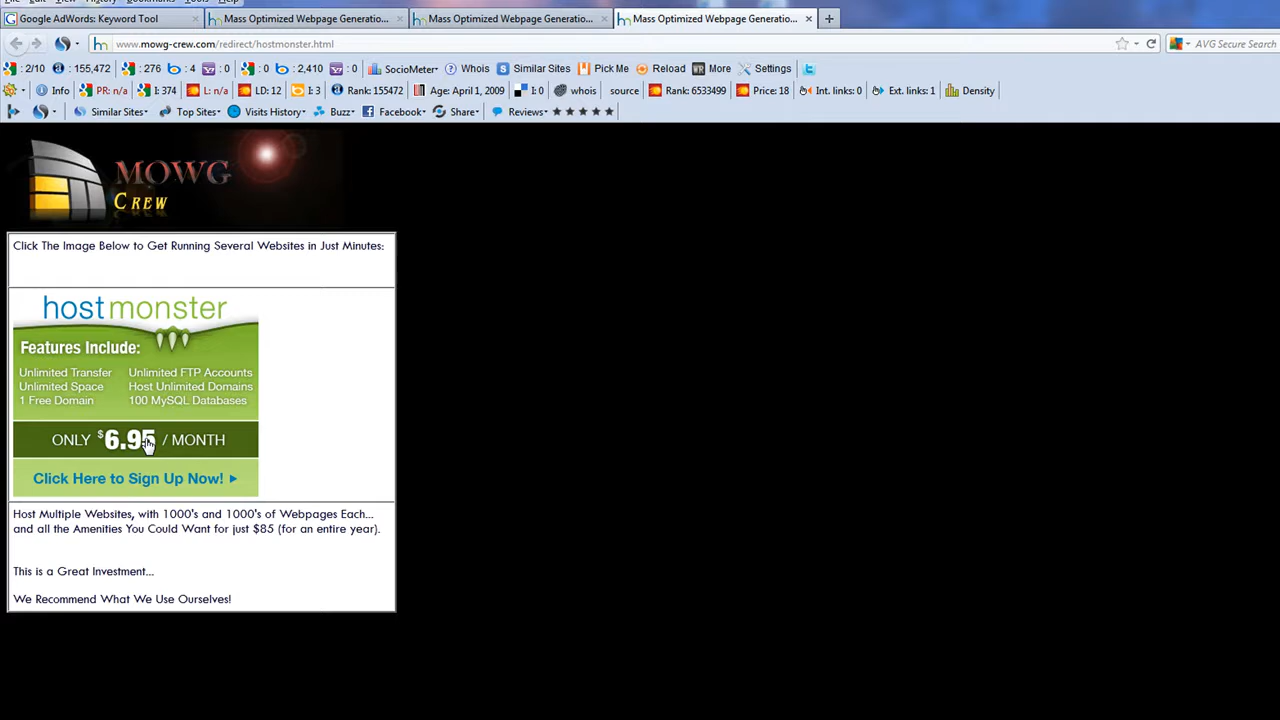 Google AdWords: Keyword Tool × Mass Optimized Webpage Generatio... × Mass Optimized Webpage Generatio... × Mass Optimized Webpage Generatio... × +
www.mowg-crew.com/redirect/hostmonster.html AVG Secure Search
: 2/10 : 155,472 : 276 : 4 : 0 : 0 : 2,410 : 0 SocioMeter Whois Similar Sites Pick Me Reload More Settings
Info PR: n/a I: 374 L: n/a LD: 12 I: 3 Rank: 155472 Age: April 1, 2009 I: 0 whois source Rank: 6533499 Price: 18 Int. links: 0 Ext. links: 1 Density
Similar Sites Top Sites Visits History Buzz Facebook Share Reviews
MOWG
CREW
Click The Image Below to Get Running Several Websites in Just Minutes:
hostmonster
Features Include:
Unlimited Transfer Unlimited FTP Accounts
Unlimited Space Host Unlimited Domains
1 Free Domain 100 MySQL Databases
ONLY $6.95 / MONTH
Click Here to Sign Up Now!
Host Multiple Websites, with 1000's and 1000's of Webpages Each...
and all the Amenities You Could Want for just $85 (for an entire year).
This is a Great Investment...
We Recommend What We Use Ourselves!